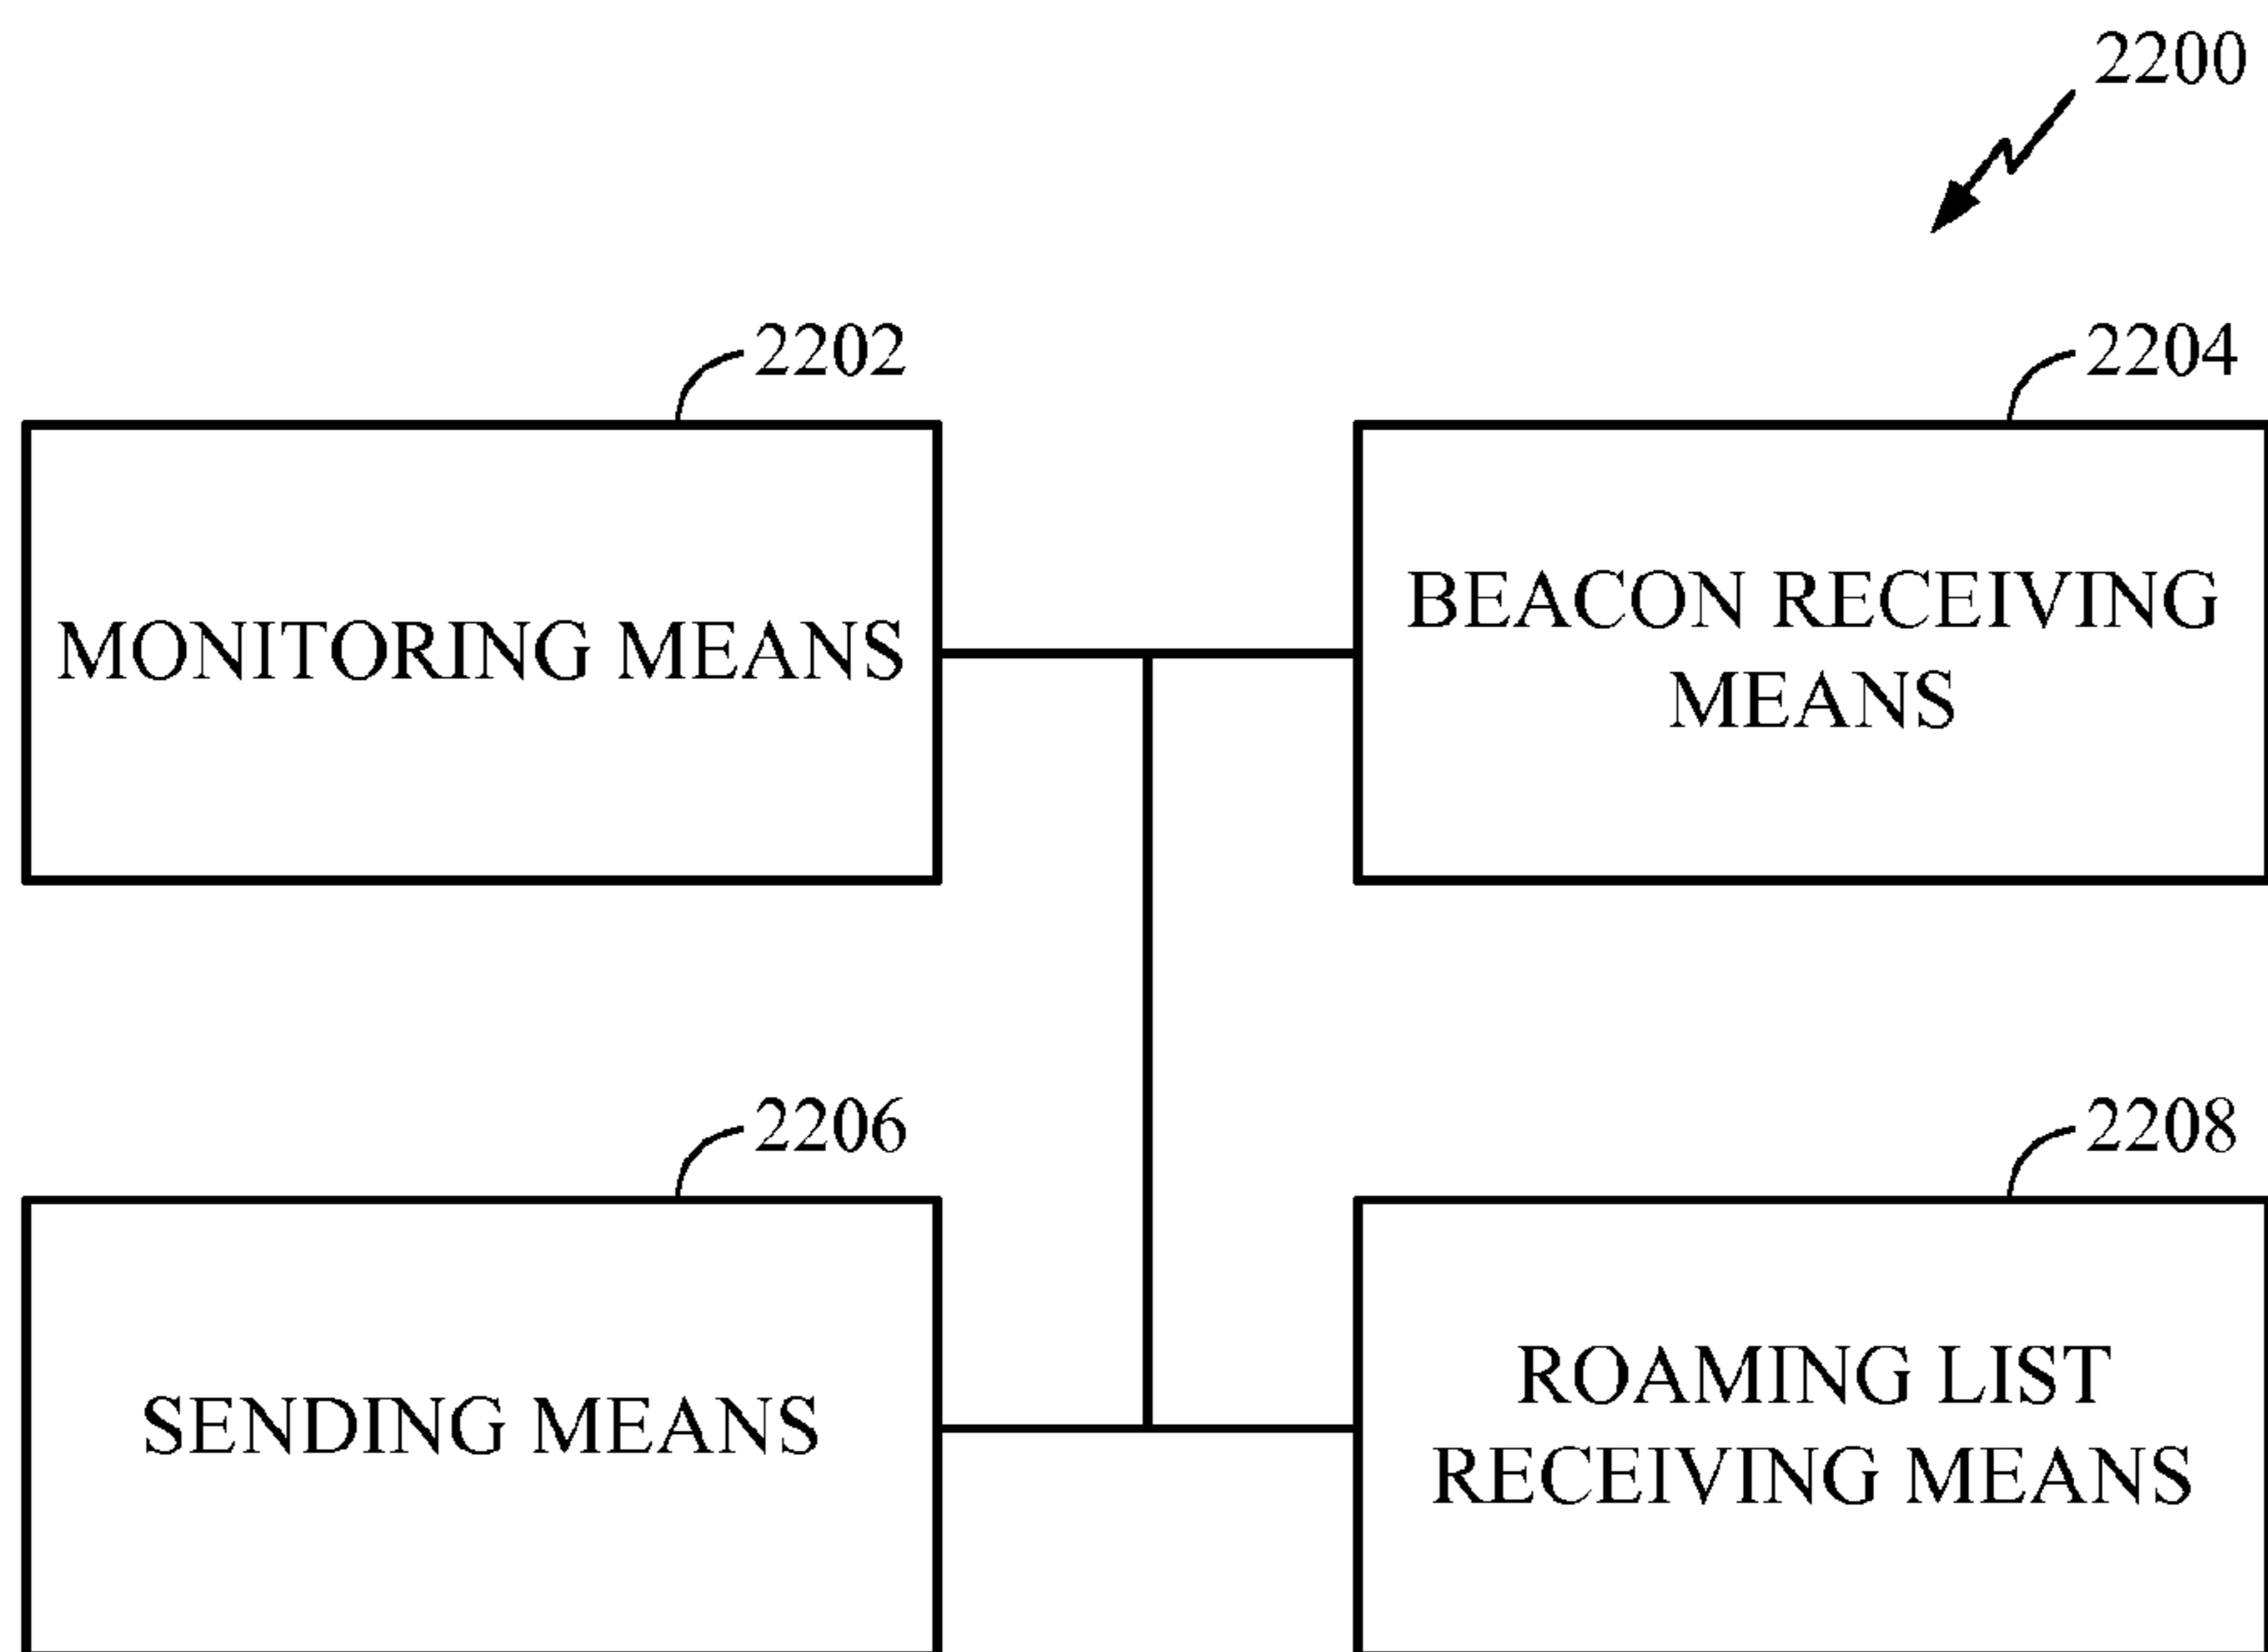 2200
2202
2204
MONITORING MEANS
BEACON RECEIVING
MEANS
2206
2208
SENDING MEANS
ROAMING LIST
RECEIVING MEANS